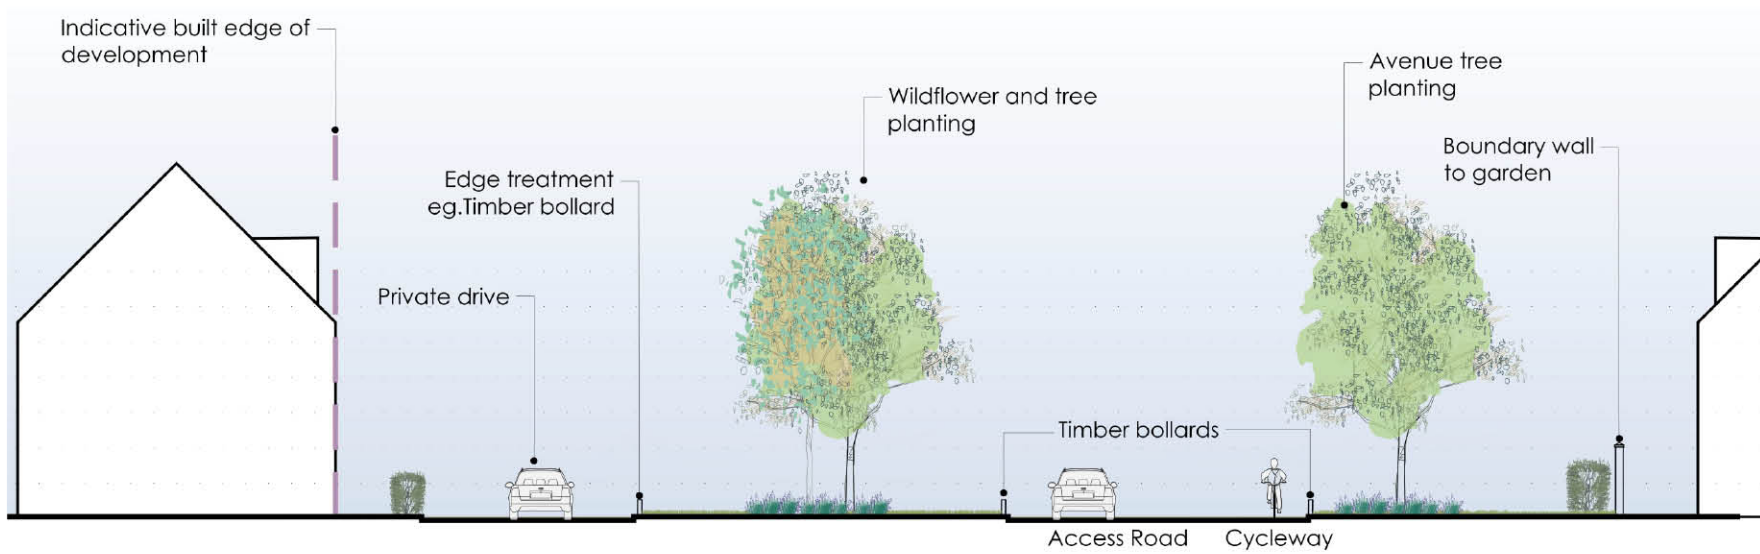 Indicative built edge of
development
Wildflower and tree
planting
Avenue tree
planting
Boundary wall
to garden
Edge treatment
eg.Timber bollard
Private drive
Timber bollards
Access Road
Cycleway